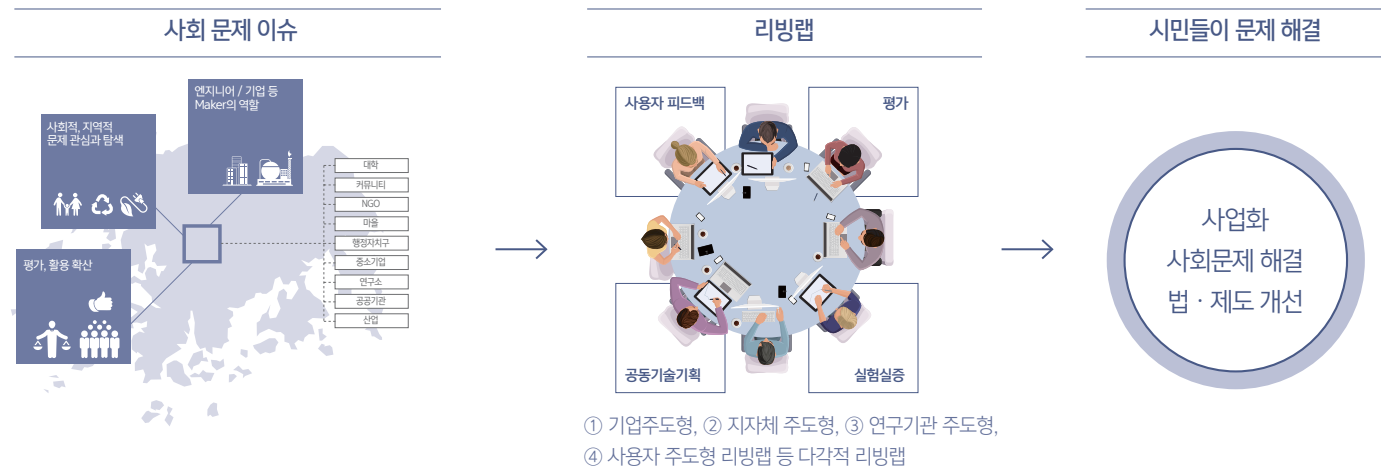 사회 문제 이슈
엔지니어 / 기업 등
Maker의 역할
사회적, 지역적
문제 관심과 탐색
평가, 활용 확산
대학
커뮤니티
NGO
마을
행정자치구
중소기업
연구소
공공기관
산업
리빙랩
사용자 피드백
평가
공동기술기획
실험실증
① 기업주도형, ② 지자체 주도형, ③ 연구기관 주도형,
④ 사용자 주도형 리빙랩 등 다각적 리빙랩
시민들이 문제 해결
사업화
사회문제 해결
법 · 제도 개선